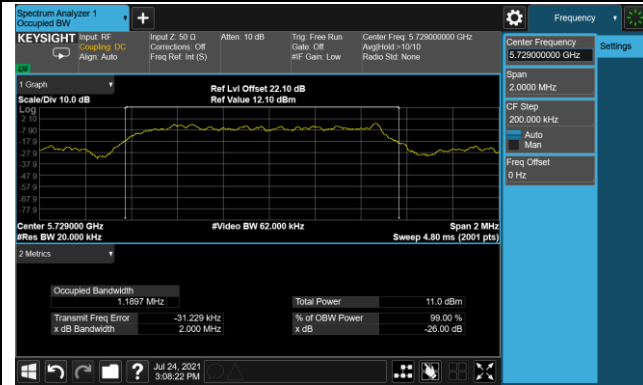 Spectrum Analyzer 1
Occupied BW
Frequency
KEYSIGHT
Input: RF
Coupling: DC
Align: Auto
Input Z: 50 Ω
Corrections: Off
Freq Ref: Int (S)
Atten: 10 dB
Trig: Free Run
Gate: Off
#IF Gain: Low
Center Freq: 5.729000000 GHz
Avg|Hold:>10/10
Radio Std: None
Center Frequency
5.729000000 GHz
Settings
Span
2.0000 MHz
CF Step
200.000 kHz
Auto
Man
Freq Offset
0 Hz
1 Graph
Scale/Div 10.0 dB
Ref Lvl Offset 22.10 dB
Ref Value 12.10 dBm
Log
2.10
-7.90
-17.9
-27.9
-37.9
-47.9
-57.9
-67.9
-77.9
Center 5.729000 GHz
#Res BW 20.000 kHz
#Video BW 62.000 kHz
Span 2 MHz
Sweep 4.80 ms (2001 pts)
2 Metrics
Occupied Bandwidth
1.1897 MHz
Total Power 11.0 dBm
Transmit Freq Error -31.229 kHz
% of OBW Power 99.00 %
x dB Bandwidth 2.000 MHz
x dB -26.00 dB
Jul 24, 2021
3:08:22 PM